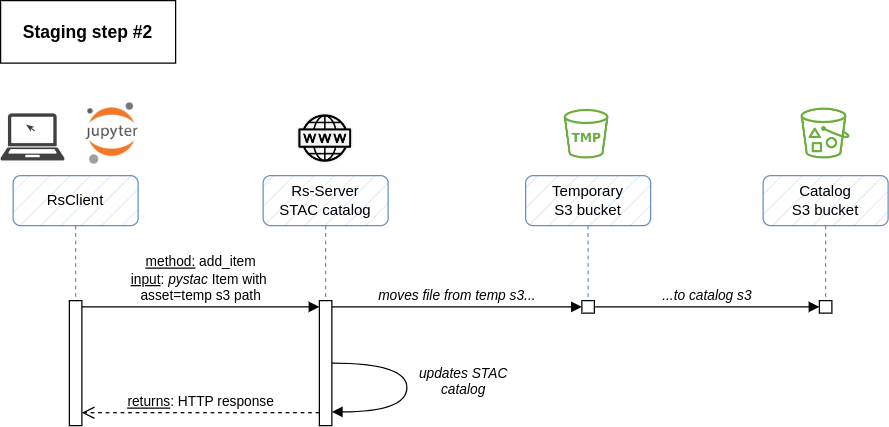 Staging step #2
jupyter
WWW
TMP
RsClient
Rs-Server
STAC catalog
Temporary
S3 bucket
Catalog
S3 bucket
method: add_item
input: pystac Item with
asset=temp s3 path
moves file from temp s3...
...to catalog s3
updates STAC
catalog
returns: HTTP response